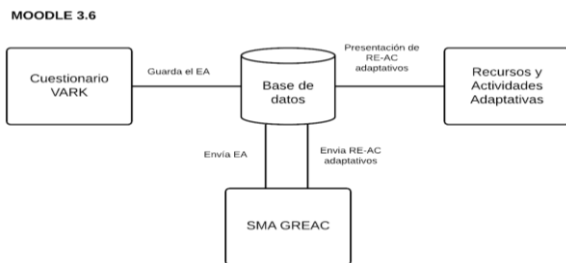 MOODLE 3.6
Cuestionario
VARK
Guarda el EA
Base de
datos
Presentación de
RE-AC
adaptativos
Recursos y
Actividades
Adaptativas
Envía EA
Envia RE-AC
adaptativos
SMA GREAC